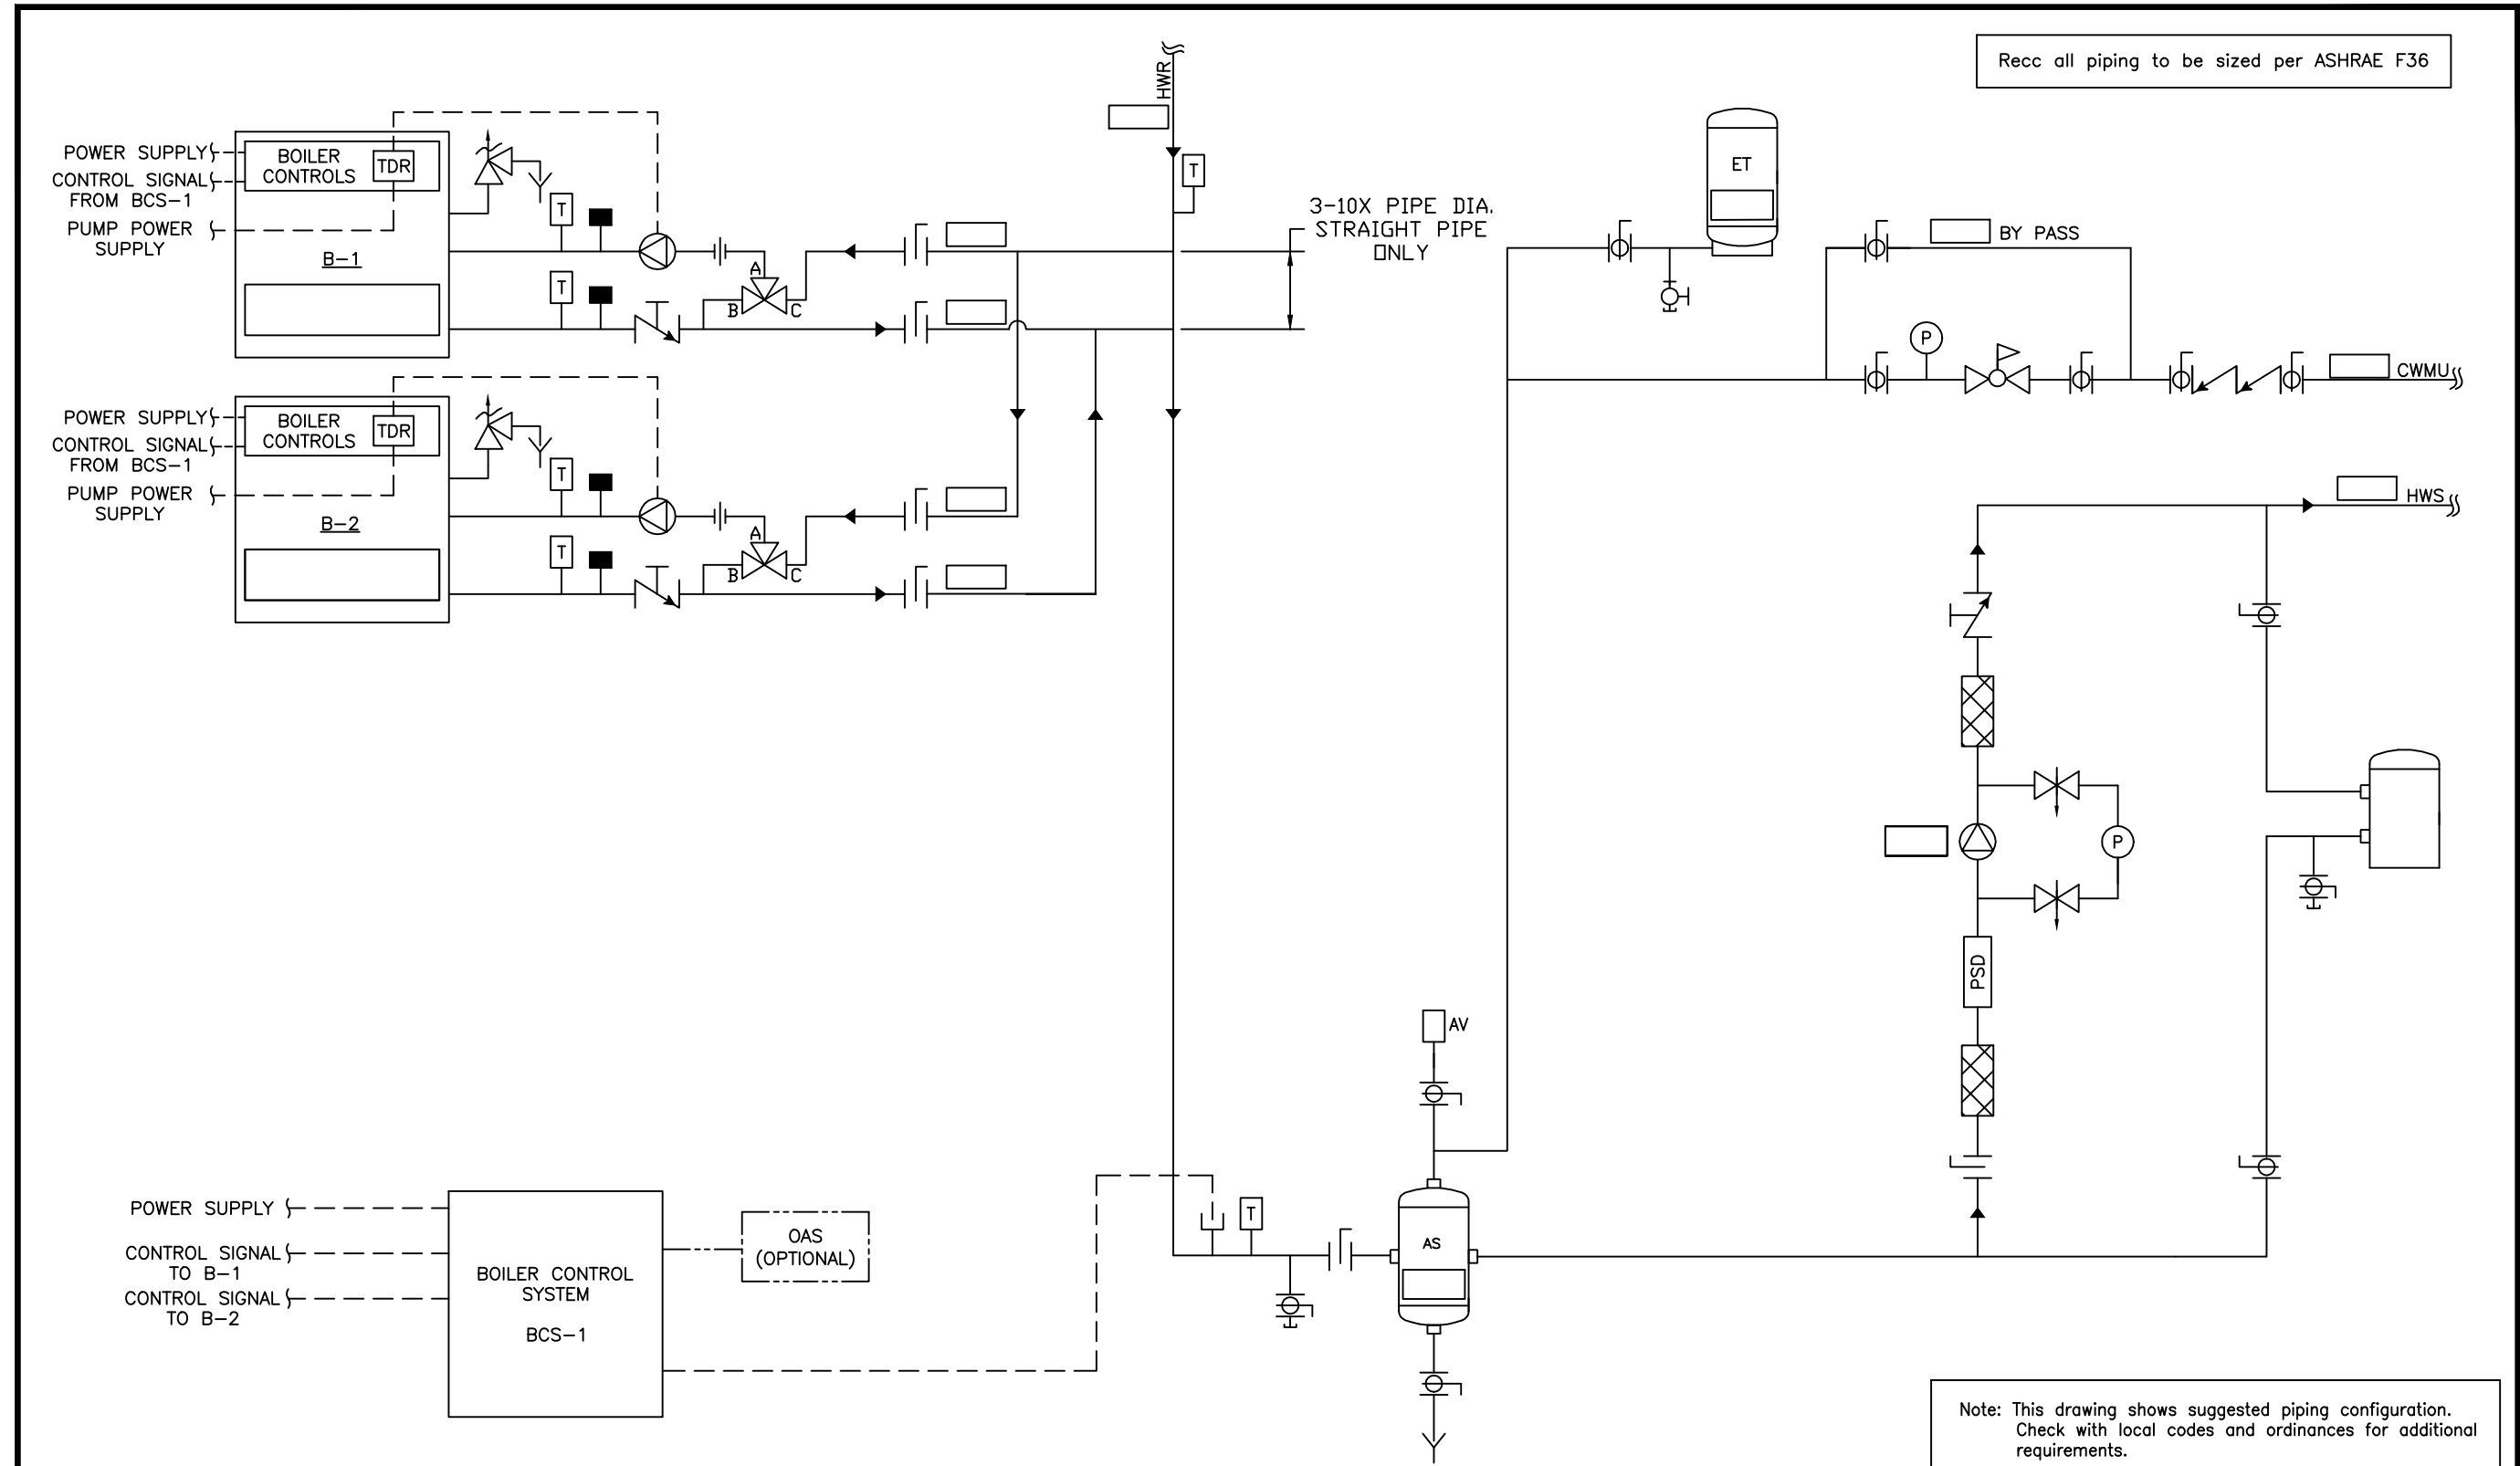 Recc all piping to be sized per ASHRAE F36
HWR
T
POWER SUPPLY
CONTROL SIGNAL
FROM BCS-1
PUMP POWER
SUPPLY
BOILER
CONTROLS
TDR
B-1
T
T
A
B
C
3-10X PIPE DIA.
STRAIGHT PIPE
ONLY
ET
BY PASS
P
CWMU
POWER SUPPLY
CONTROL SIGNAL
FROM BCS-1
PUMP POWER
SUPPLY
BOILER
CONTROLS
TDR
B-2
T
T
A
B
C
HWS
P
PSD
AV
AS
T
POWER SUPPLY
CONTROL SIGNAL
TO B-1
CONTROL SIGNAL
TO B-2
BOILER CONTROL
SYSTEM
BCS-1
OAS
(OPTIONAL)
Note: This drawing shows suggested piping configuration.
Check with local codes and ordinances for additional
requirements.